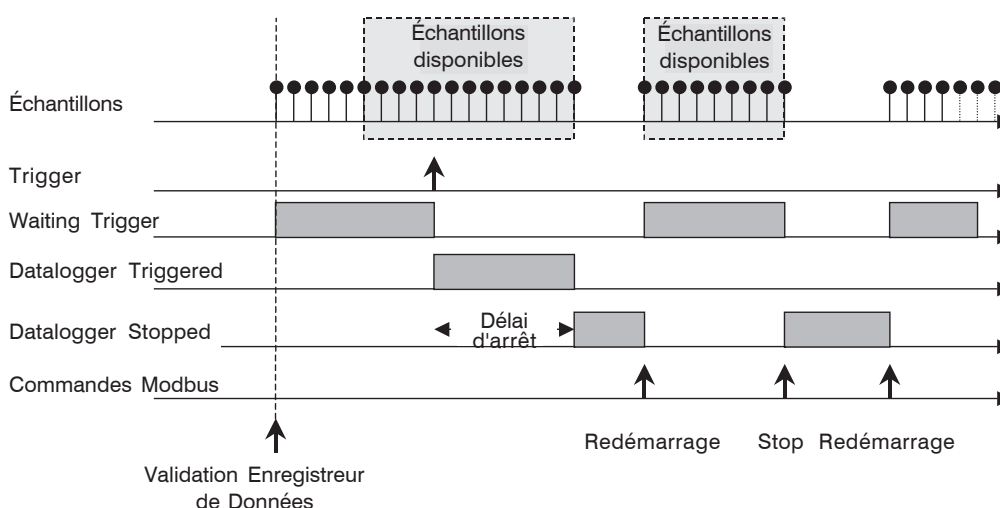 Échantillons
disponibles
Échantillons
disponibles
Échantillons
Trigger
Waiting Trigger
Datalogger Triggered
Datalogger Stopped
Délai
d'arrêt
Commandes Modbus
Redémarrage
Stop
Redémarrage
Validation Enregistreur
de Données